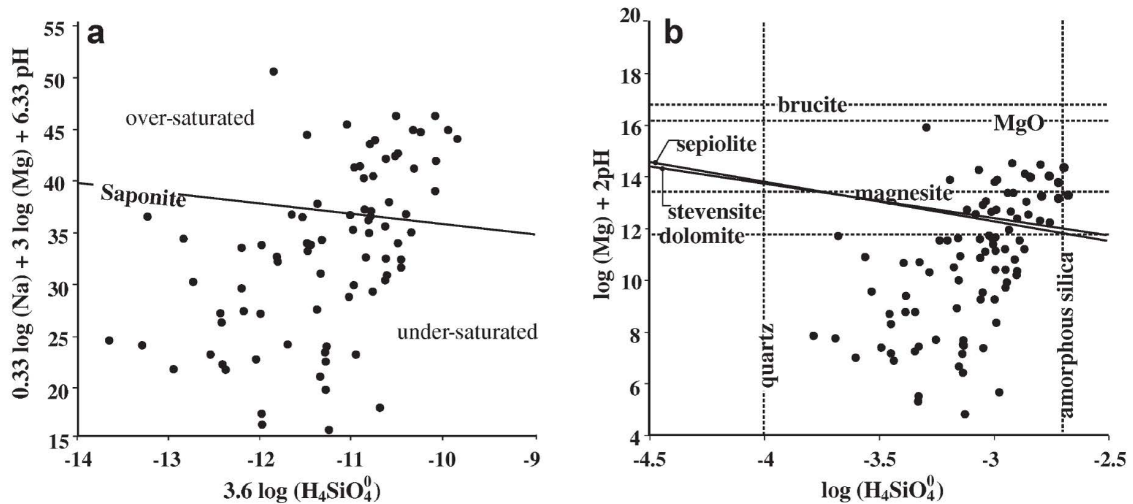 a
0.33 log (Na) + 3 log (Mg) + 6.33 pH
55
50
45
40
35
30
25
20
15
over-saturated
Saponite
under-saturated
-14
-13
-12
-11
-10
-9
3.6 log (H₄SiO₄⁰)
b
log (Mg) + 2pH
20
18
16
14
12
10
8
6
4
brucite
MgO
sepiolite
magnesite
stevensite
dolomite
quartz
amorphous silica
-4.5
-4
-3.5
-3
-2.5
log (H₄SiO₄⁰)